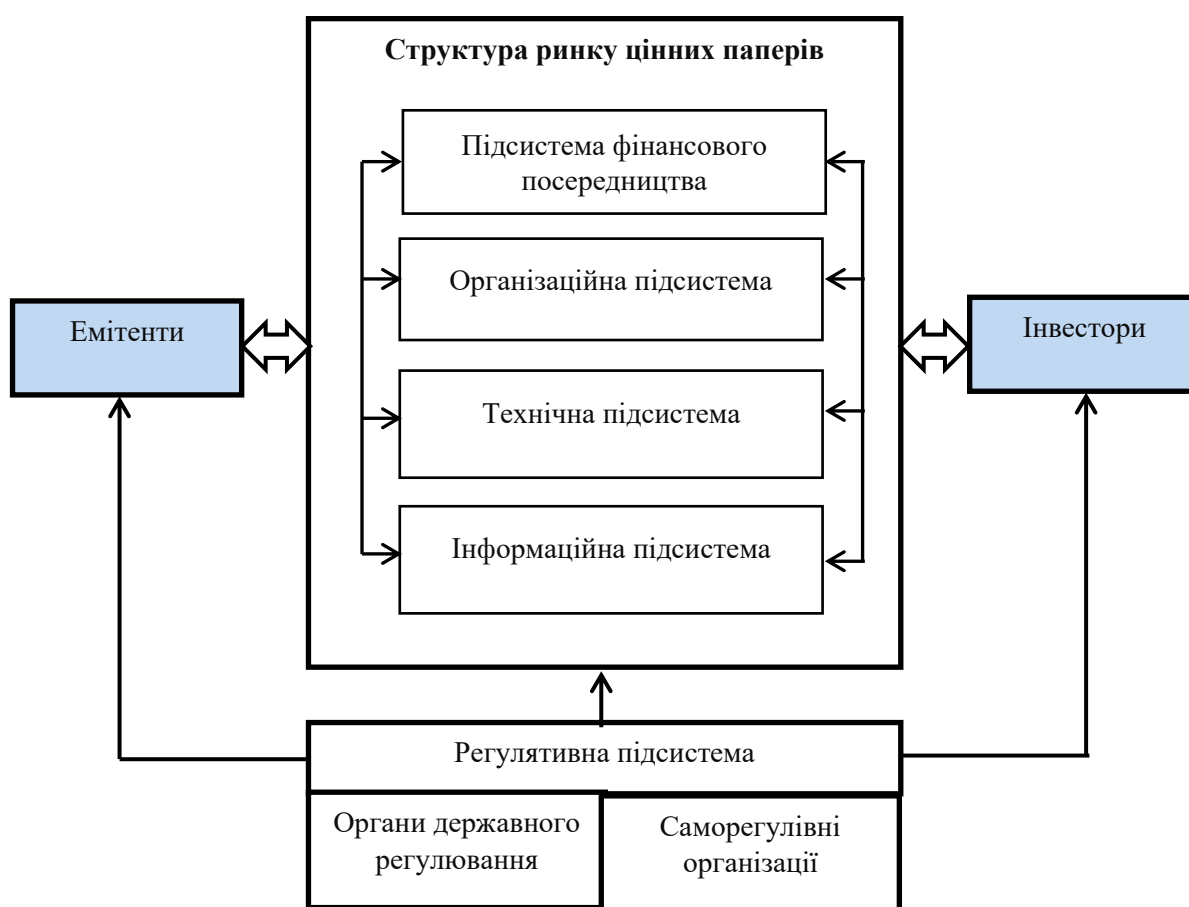 Структура ринку цінних паперів
Підсистема фінансового
посередництва
Організаційна підсистема
Емітенти
Інвестори
Технічна підсистема
Інформаційна підсистема
Регулятивна підсистема
Органи державного
регулювання
Саморегулівні
організації